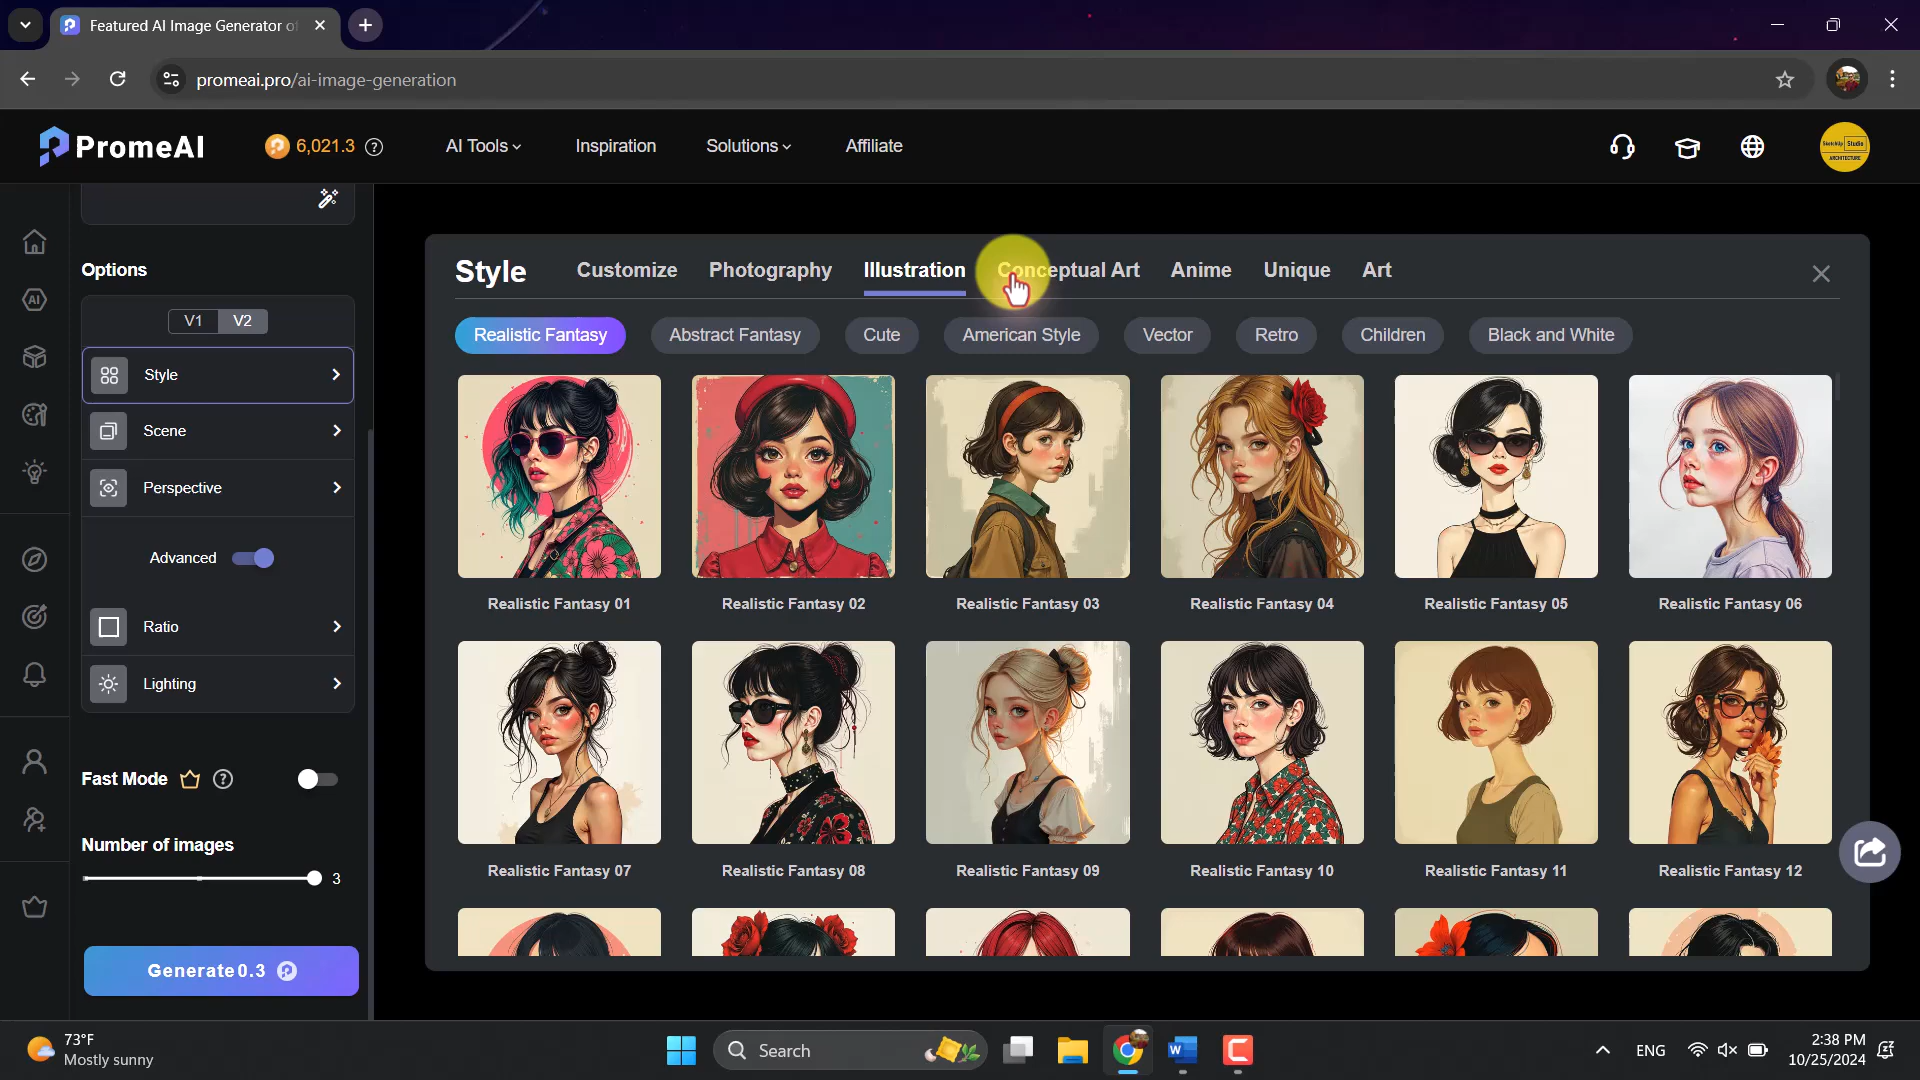 Featured AI Image Generator of
promeai.pro/ai-image-generation
PromeAI
6,021.3
AI Tools
Inspiration
Solutions
Affiliate
SketchUp Studio
ARCHITECTURE
Options
V1 V2
Style
Scene
Perspective
Advanced
Ratio
Lighting
Fast Mode
Number of images
3
Generate 0.3
Style
Customize
Photography
Illustration
Conceptual Art
Anime
Unique
Art
Realistic Fantasy
Abstract Fantasy
Cute
American Style
Vector
Retro
Children
Black and White
Realistic Fantasy 01
Realistic Fantasy 02
Realistic Fantasy 03
Realistic Fantasy 04
Realistic Fantasy 05
Realistic Fantasy 06
Realistic Fantasy 07
Realistic Fantasy 08
Realistic Fantasy 09
Realistic Fantasy 10
Realistic Fantasy 11
Realistic Fantasy 12
73°F
Mostly sunny
Search
ENG
2:38 PM
10/25/2024